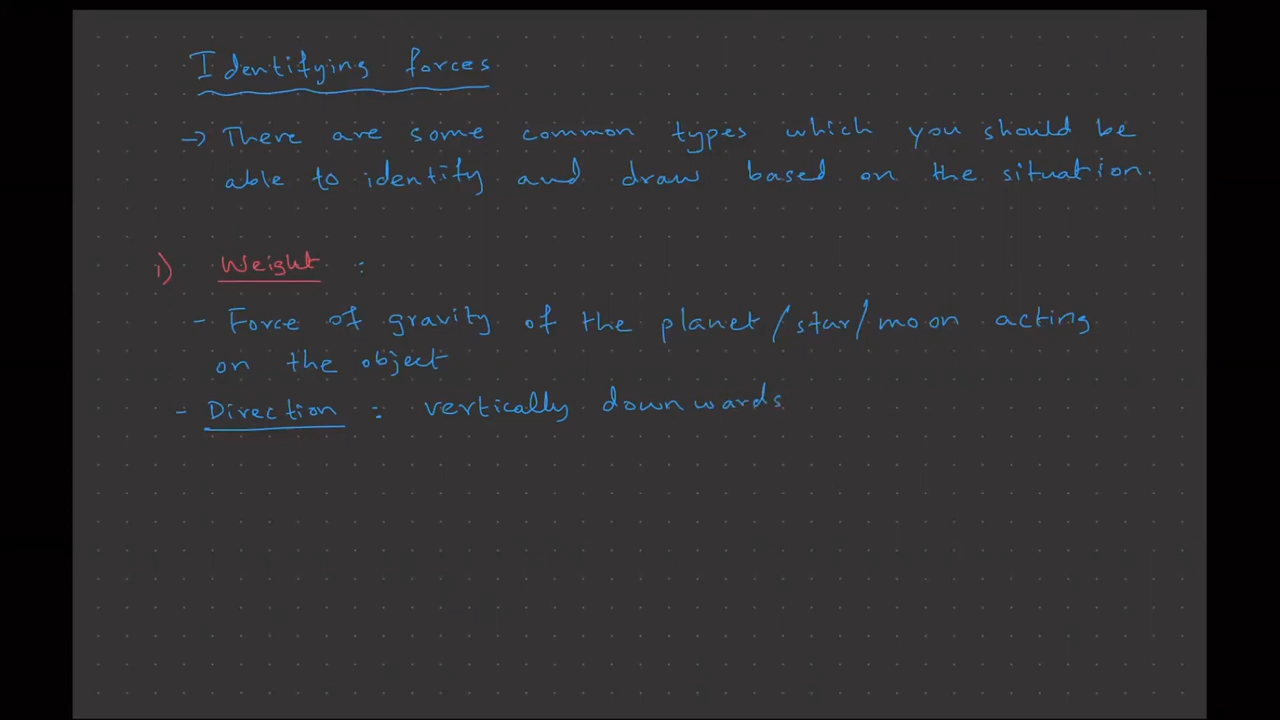 Identifying forces
→ There are some common types which you should be
able to identify and draw based on the situation.
1) Weight :
- Force of gravity of the planet/star/moon acting
on the object
- Direction : vertically downwards